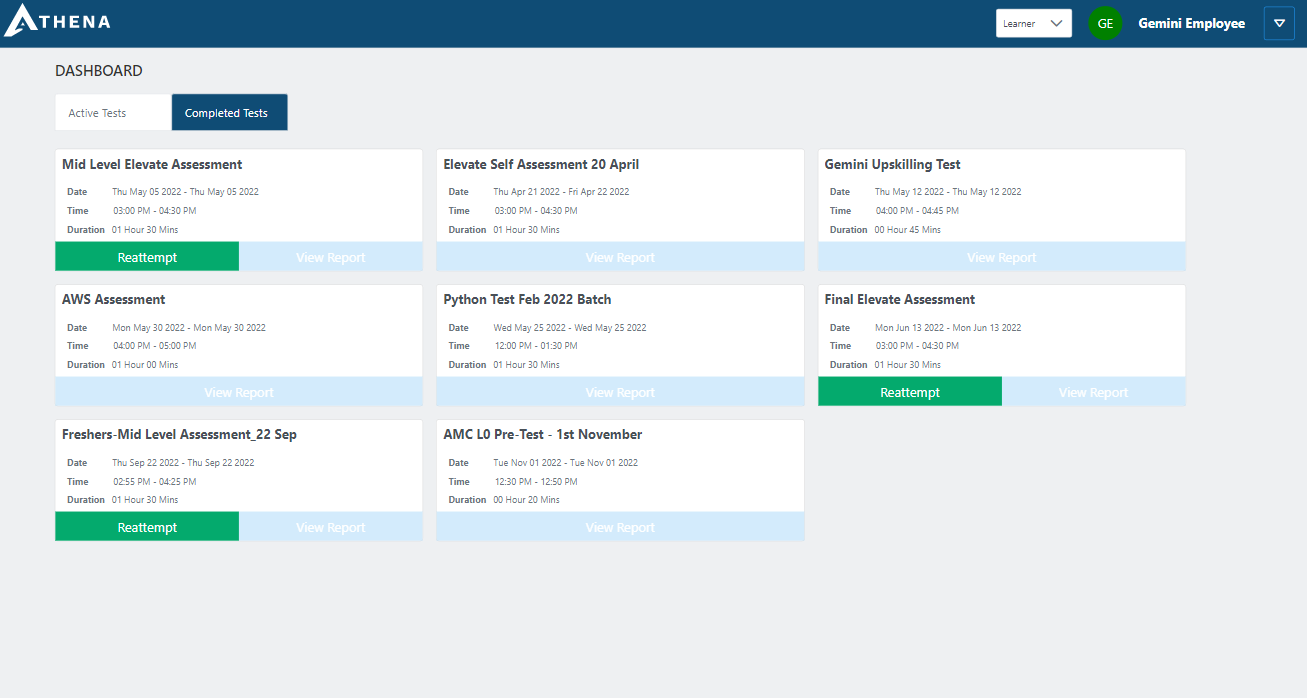 ATHENA
Learner
GE
Gemini Employee
DASHBOARD
Active Tests
Completed Tests
Mid Level Elevate Assessment
Date Thu May 05 2022 - Thu May 05 2022
Time 03:00 PM - 04:30 PM
Duration 01 Hour 30 Mins
Reattempt View Report
Elevate Self Assessment 20 April
Date Thu Apr 21 2022 - Fri Apr 22 2022
Time 03:00 PM - 04:30 PM
Duration 01 Hour 30 Mins
View Report
Gemini Upskilling Test
Date Thu May 12 2022 - Thu May 12 2022
Time 04:00 PM - 04:45 PM
Duration 00 Hour 45 Mins
View Report
AWS Assessment
Date Mon May 30 2022 - Mon May 30 2022
Time 04:00 PM - 05:00 PM
Duration 01 Hour 00 Mins
View Report
Python Test Feb 2022 Batch
Date Wed May 25 2022 - Wed May 25 2022
Time 12:00 PM - 01:30 PM
Duration 01 Hour 30 Mins
View Report
Final Elevate Assessment
Date Mon Jun 13 2022 - Mon Jun 13 2022
Time 03:00 PM - 04:30 PM
Duration 01 Hour 30 Mins
Reattempt View Report
Freshers-Mid Level Assessment_22 Sep
Date Thu Sep 22 2022 - Thu Sep 22 2022
Time 02:55 PM - 04:25 PM
Duration 01 Hour 30 Mins
Reattempt View Report
AMC L0 Pre-Test - 1st November
Date Tue Nov 01 2022 - Tue Nov 01 2022
Time 12:30 PM - 12:50 PM
Duration 00 Hour 20 Mins
View Report